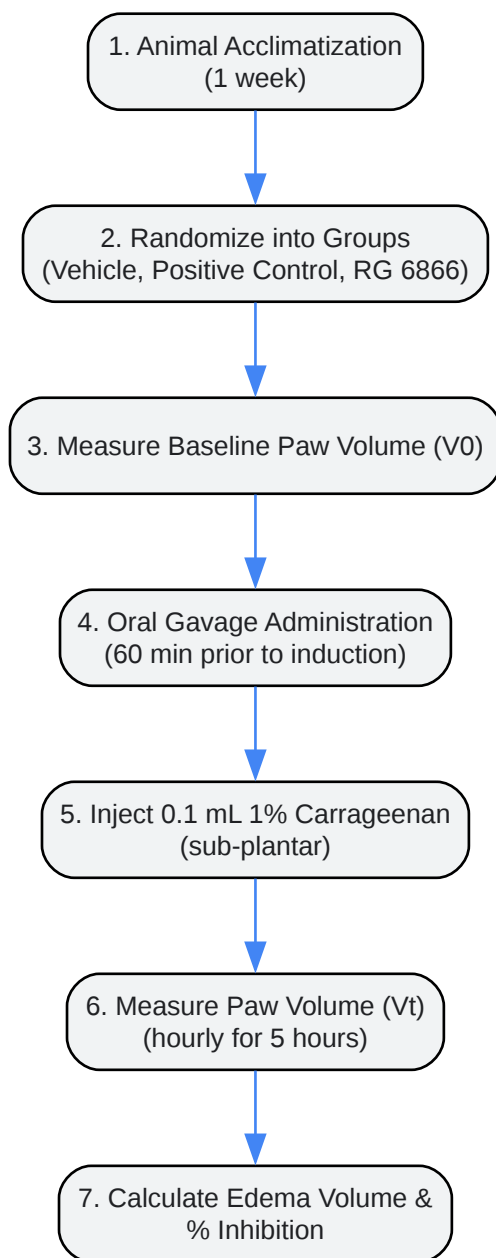 1. Animal Acclimatization
(1 week)
2. Randomize into Groups
(Vehicle, Positive Control, RG 6866)
3. Measure Baseline Paw Volume (V0)
4. Oral Gavage Administration
(60 min prior to induction)
5. Inject 0.1 mL 1% Carrageenan
(sub-plantar)
6. Measure Paw Volume (Vt)
(hourly for 5 hours)
7. Calculate Edema Volume &
% Inhibition